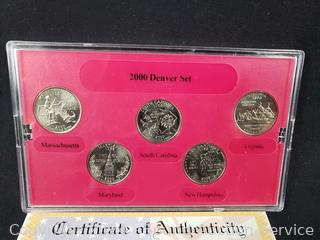 2000 Denver Set
Massachusetts
South Carolina
Virginia
Maryland
New Hampshire
Certificate of Authenticity